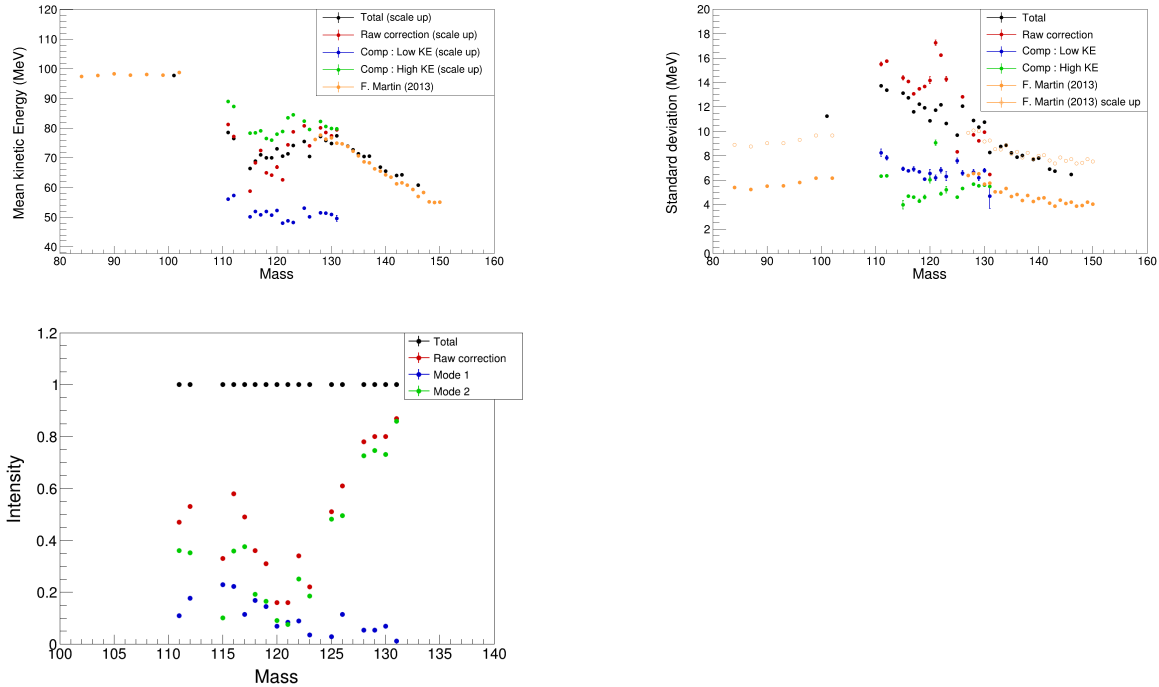 Mean kinetic Energy (MeV)
120
110
100
90
80
70
60
50
40
80 90 100 110 120 130 140 150 160
Mass
Total (scale up)
Raw correction (scale up)
Comp : Low KE (scale up)
Comp : High KE (scale up)
F. Martin (2013)
Standard deviation (MeV)
20
18
16
14
12
10
8
6
4
2
0
80 90 100 110 120 130 140 150 160
Mass
Total
Raw correction
Comp : Low KE
Comp : High KE
F. Martin (2013)
F. Martin (2013) scale up
Intensity
1.2
1
0.8
0.6
0.4
0.2
0
100 105 110 115 120 125 130 135 140
Mass
Total
Raw correction
Mode 1
Mode 2